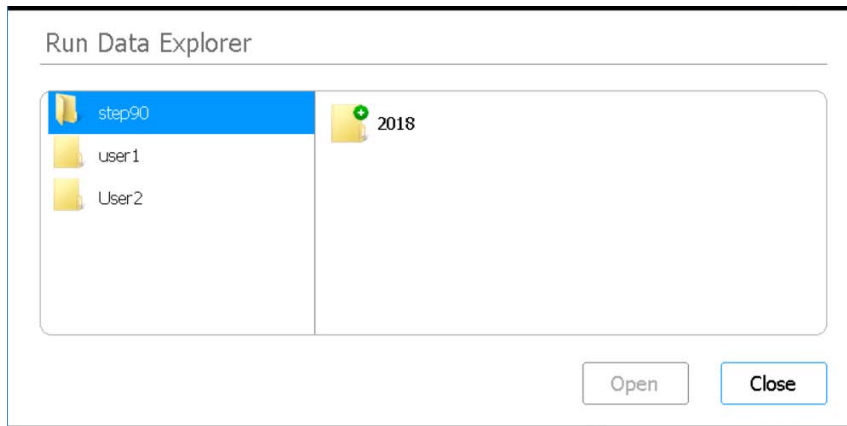 Run Data Explorer
step90
2018
user1
User2
Open
Close